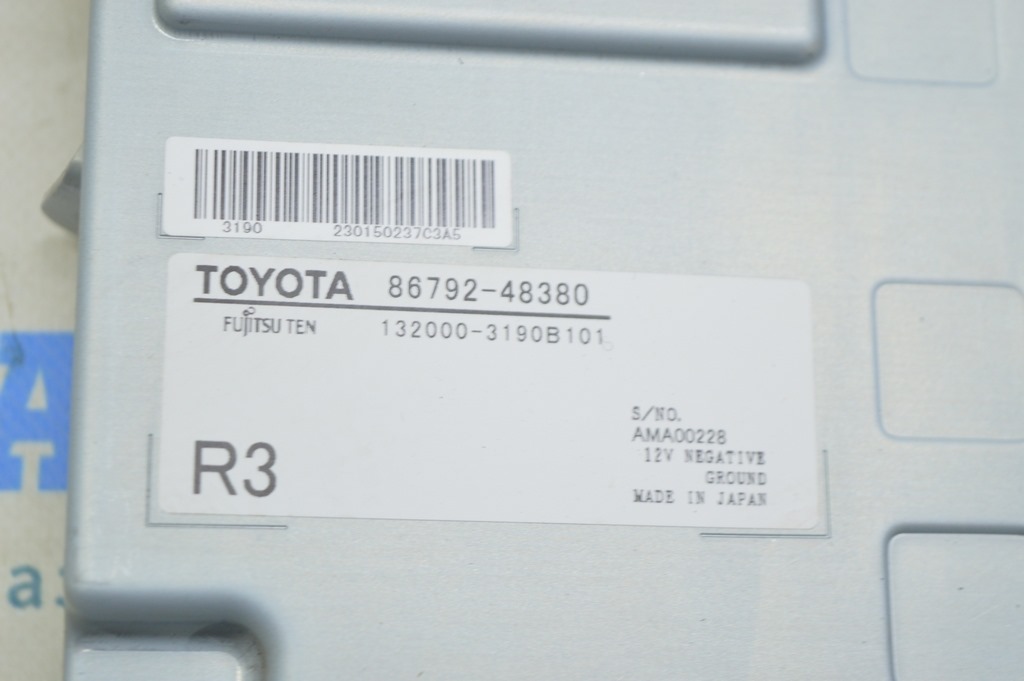 3190 230150237C3A5
TOYOTA 86792-48380
FUJITSU TEN 132000-3190B101
R3
S/NO.
AMA00228
12V NEGATIVE
GROUND
MADE IN JAPAN